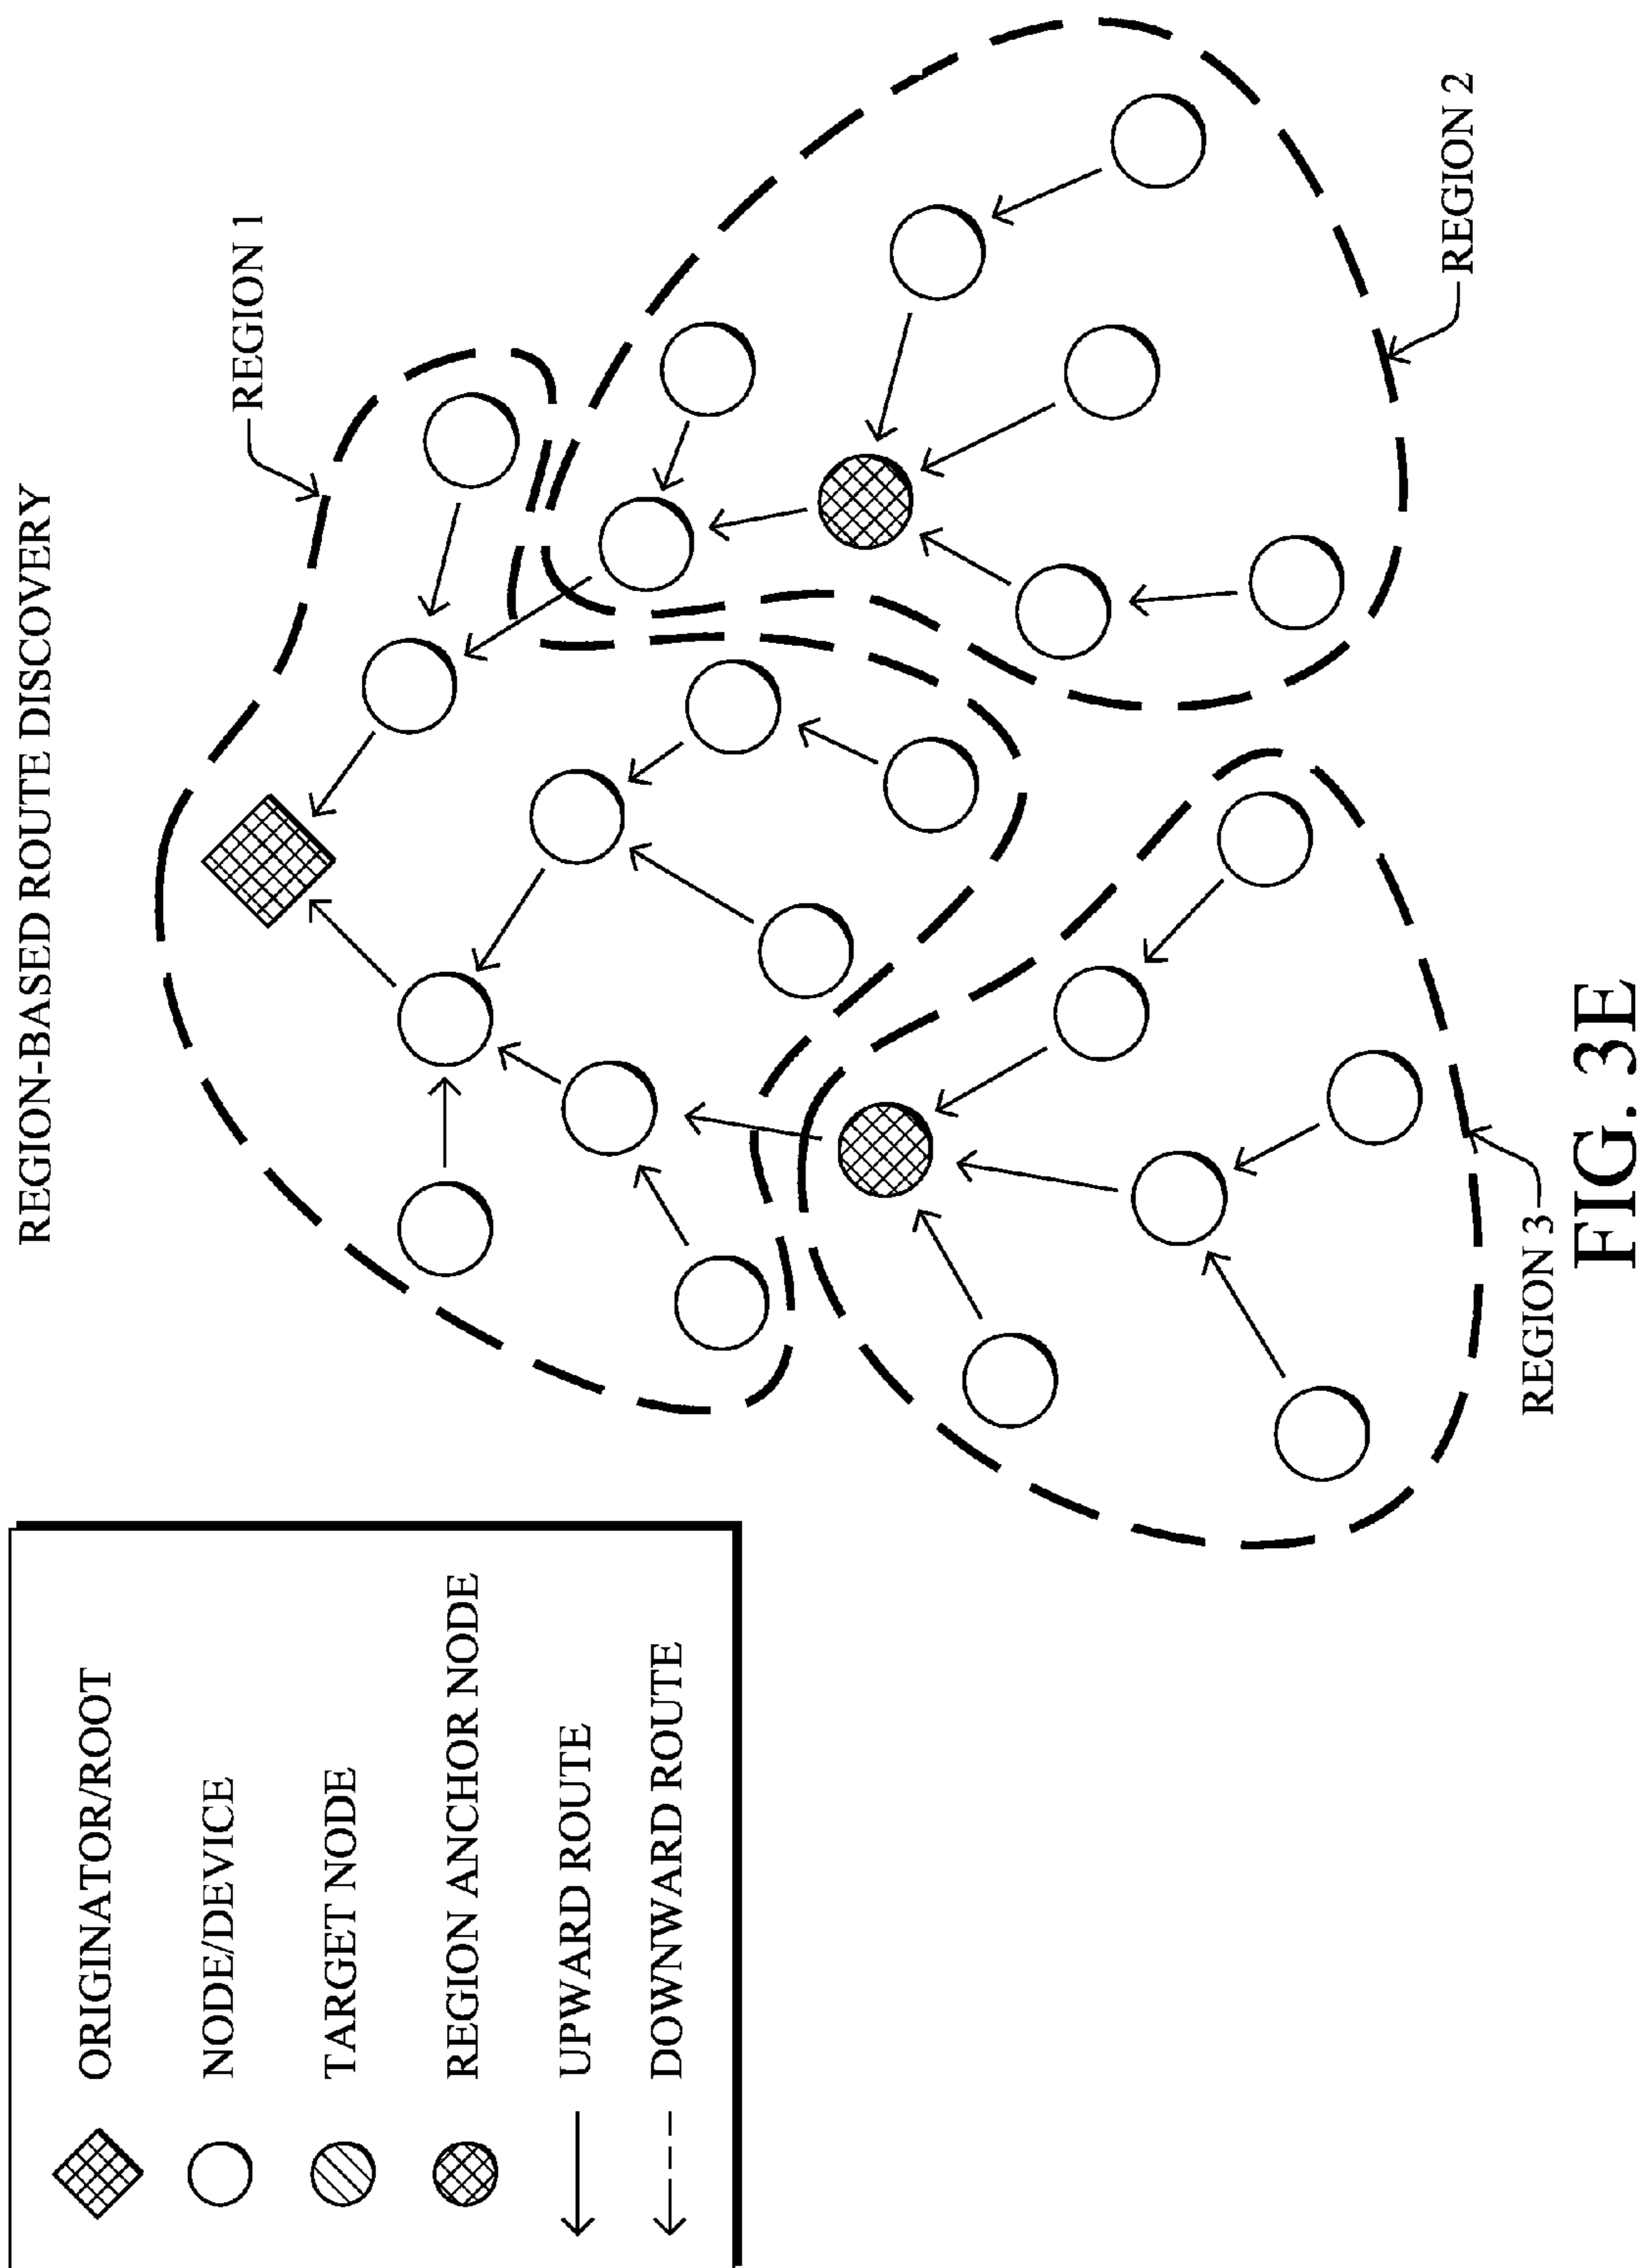 REGION-BASED ROUTE DISCOVERY
ORIGINATOR/ROOT
NODE/DEVICE
TARGET NODE
REGION ANCHOR NODE
UPWARD ROUTE
DOWNWARD ROUTE
REGION 1
REGION 2
REGION 3
FIG. 3E